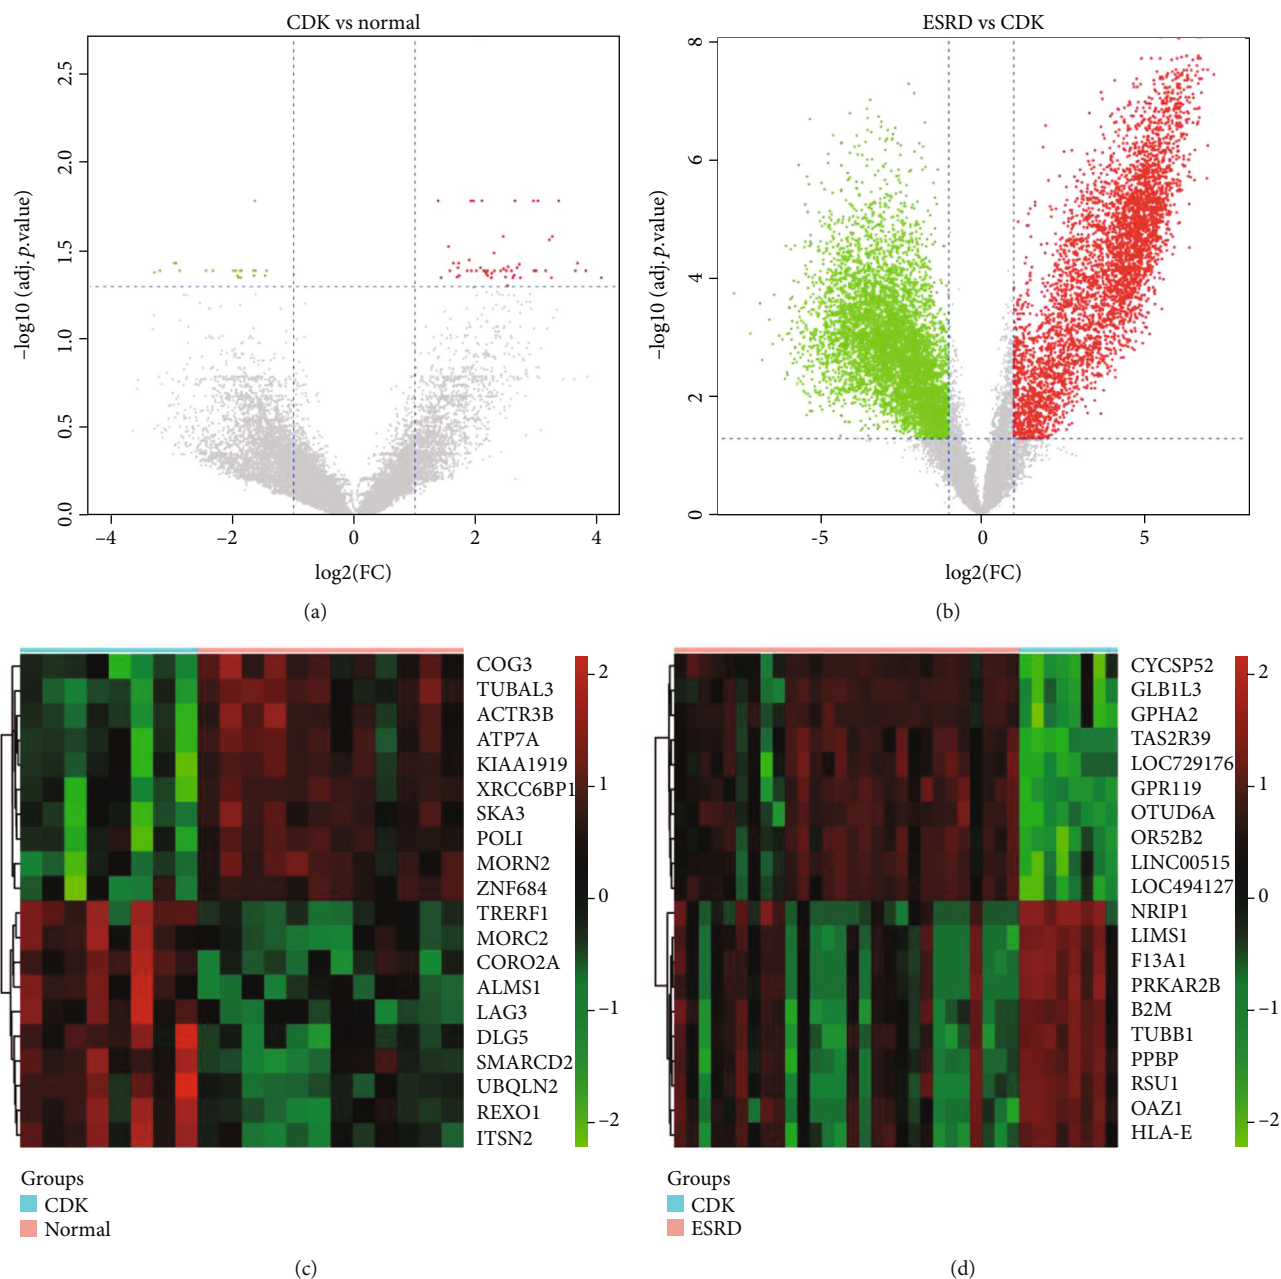 CDK vs normal
−log10 (adj. p.value)
2.5
2.0
1.5
1.0
0.5
0.0
−4
−2
0
2
4
log2(FC)
(a)
ESRD vs CDK
−log10 (adj. p.value)
8
6
4
2
0
-5
0
5
log2(FC)
(b)
COG3
TUBAL3
ACTR3B
ATP7A
KIAA1919
XRCC6BP1
SKA3
POLI
MORN2
ZNF684
TRERF1
MORC2
CORO2A
ALMS1
LAG3
DLG5
SMARCD2
UBQLN2
REXO1
ITSN2
2
1
0
−1
−2
Groups
CDK
Normal
(c)
CYCSP52
GLB1L3
GPHA2
TAS2R39
LOC729176
GPR119
OTUD6A
OR52B2
LINC00515
LOC494127
NRIP1
LIMS1
F13A1
PRKAR2B
B2M
TUBB1
PPBP
RSU1
OAZ1
HLA-E
2
1
0
−1
−2
Groups
CDK
ESRD
(d)